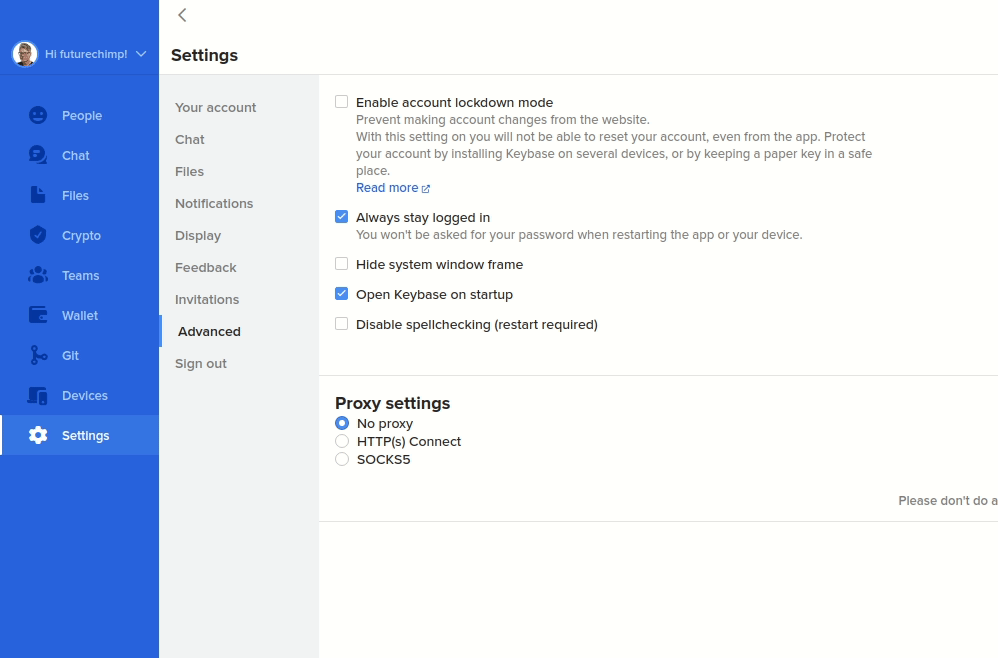 Hi futurechimp!
People
Chat
Files
Crypto
Teams
Wallet
Git
Devices
Settings
Settings
Your account
Chat
Files
Notifications
Display
Feedback
Invitations
Advanced
Sign out
Enable account lockdown mode
Prevent making account changes from the website.
With this setting on you will not be able to reset your account, even from the app. Protect
your account by installing Keybase on several devices, or by keeping a paper key in a safe
place.
Read more
Always stay logged in
You won't be asked for your password when restarting the app or your device.
Hide system window frame
Open Keybase on startup
Disable spellchecking (restart required)
Proxy settings
No proxy
HTTP(s) Connect
SOCKS5
Please don't do a